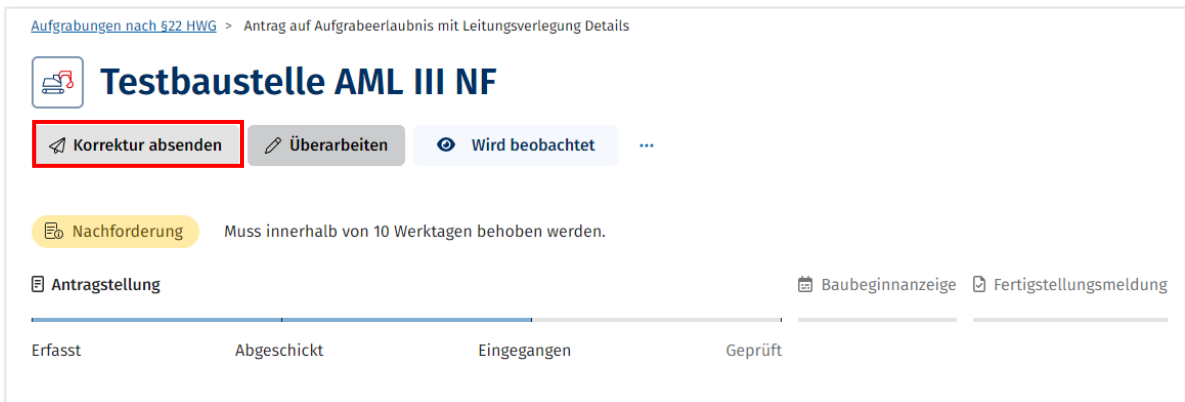 Aufgrabungen nach §22 HWG > Antrag auf Aufgrabeerlaubnis mit Leitungsverlegung Details
Testbaustelle AML III NF
Korrektur absenden Überarbeiten Wird beobachtet ...
Nachforderung Muss innerhalb von 10 Werktagen behoben werden.
Antragstellung Baubeginnanzeige Fertigstellungsmeldung
Erfasst Abgeschickt Eingegangen Geprüft